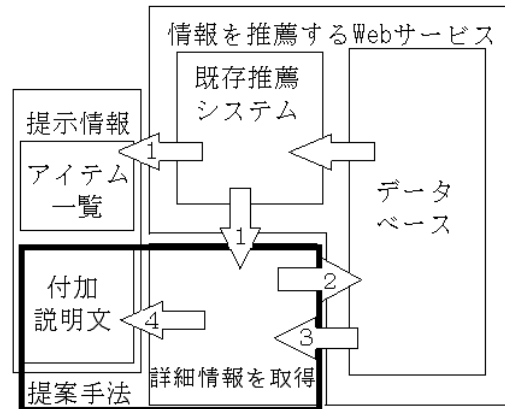 情報を推薦するWebサービス
既存推薦
システム
提示情報
1
アイテム
一覧
データ
ベース
1
2
付加
説明文
4
3
詳細情報を取得
提案手法